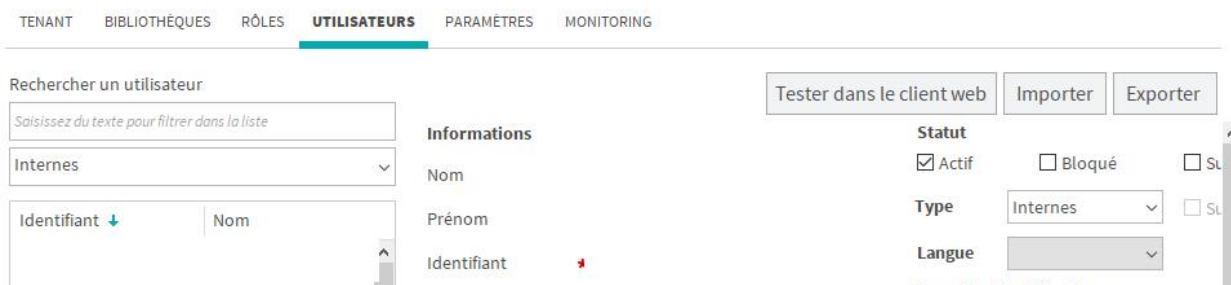 TENANT BIBLIOTHÈQUES RÔLES UTILISATEURS PARAMÈTRES MONITORING
Rechercher un utilisateur
Saisissez du texte pour filtrer dans la liste
Internes
Identifiant Nom
Tester dans le client web Importer Exporter
Informations
Nom
Prénom
Identifiant *
Statut
Actif Bloqué
Type Internes
Langue